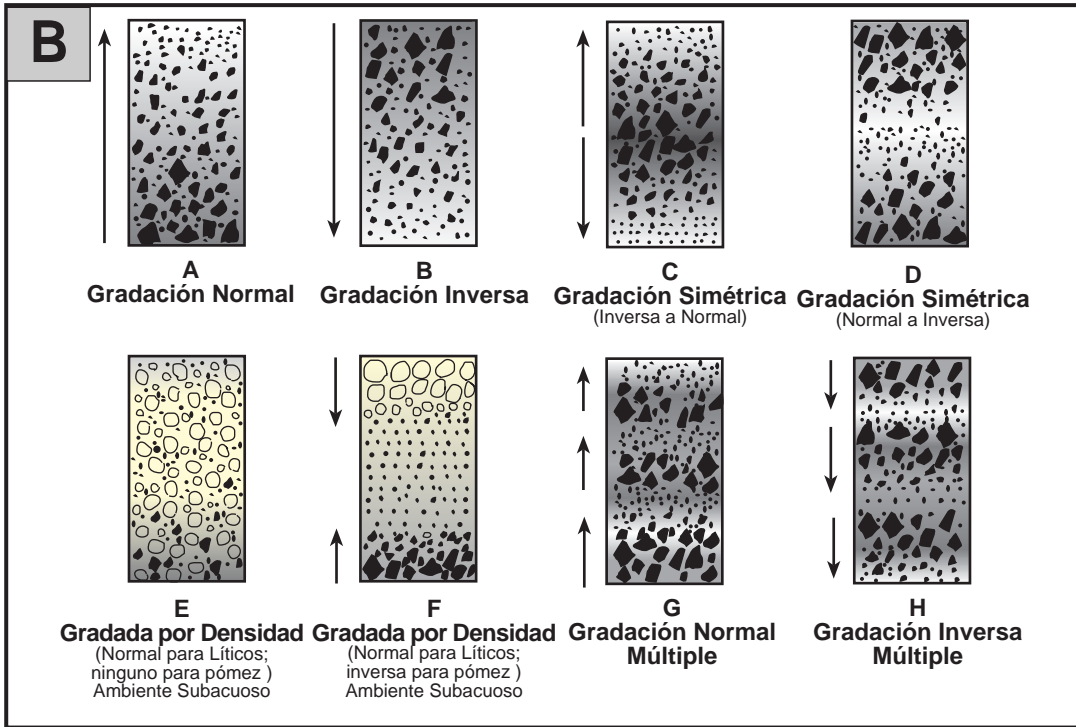 B
A
Gradación Normal
B
Gradación Inversa
C
Gradación Simétrica
(Inversa a Normal)
D
Gradación Simétrica
(Normal a Inversa)
E
Gradada por Densidad
(Normal para Líticos;
ninguno para pómez )
Ambiente Subacuoso
F
Gradada por Densidad
(Normal para Líticos;
inversa para pómez )
Ambiente Subacuoso
G
Gradación Normal
Múltiple
H
Gradación Inversa
Múltiple